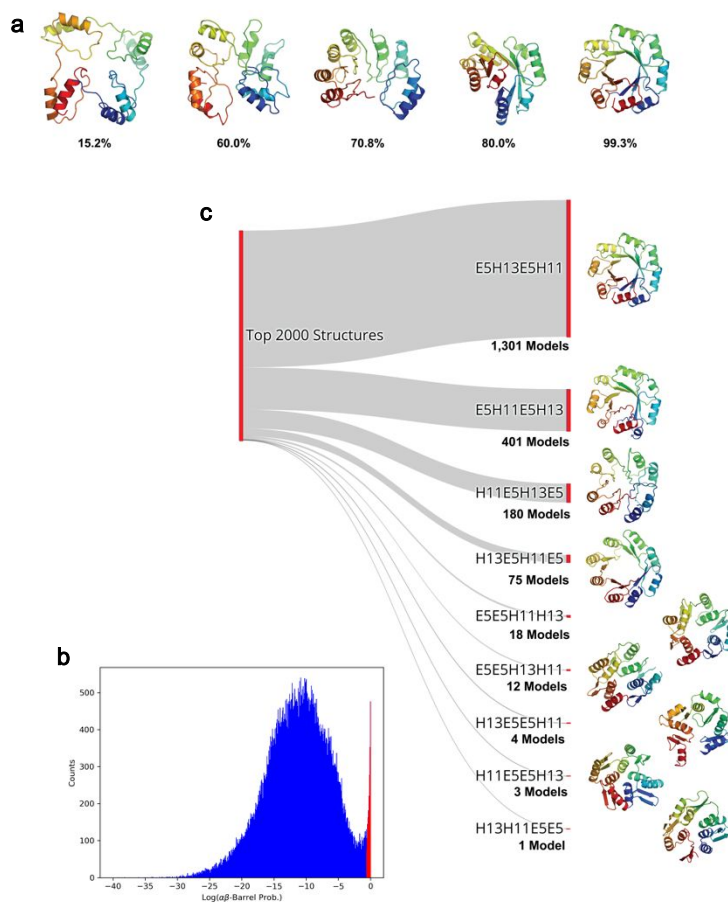 a
15.2%
60.0%
70.8%
80.0%
99.3%
c
Top 2000 Structures
E5H13E5H11
1,301 Models
E5H11E5H13
401 Models
H11E5H13E5
180 Models
H13E5H11E5
75 Models
E5E5H11H13
18 Models
E5E5H13H11
12 Models
H13E5E5H11
4 Models
H11E5E5H13
3 Models
H13H11E5E5
1 Model
b
500
400
300
200
100
0
Counts
−40
−35
−30
−25
−20
−15
−10
−5
0
Log(αβ-Barrel Prob.)